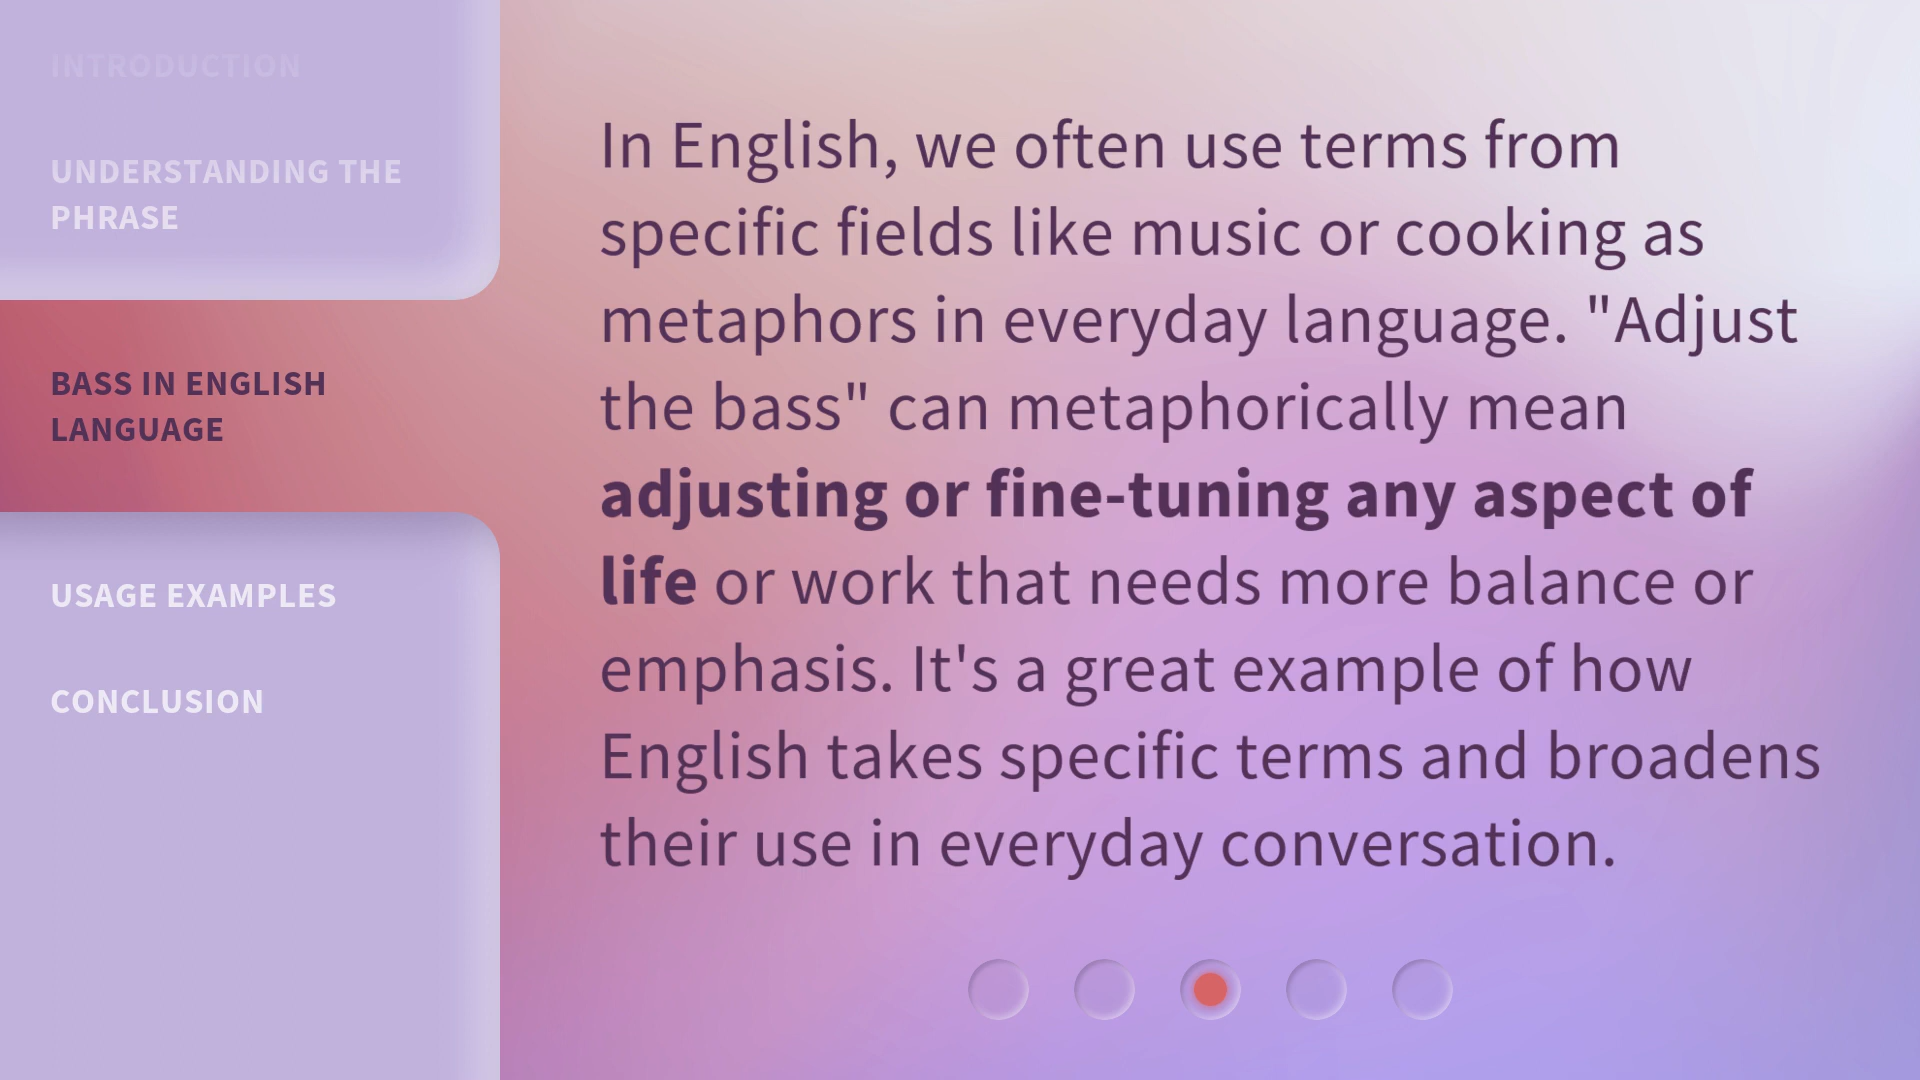 INTRODUCTION
UNDERSTANDING THE
PHRASE
BASS IN ENGLISH
LANGUAGE
USAGE EXAMPLES
CONCLUSION
In English, we often use terms from
specific fields like music or cooking as
metaphors in everyday language. "Adjust
the bass" can metaphorically mean
adjusting or fine-tuning any aspect of
life or work that needs more balance or
emphasis. It's a great example of how
English takes specific terms and broadens
their use in everyday conversation.